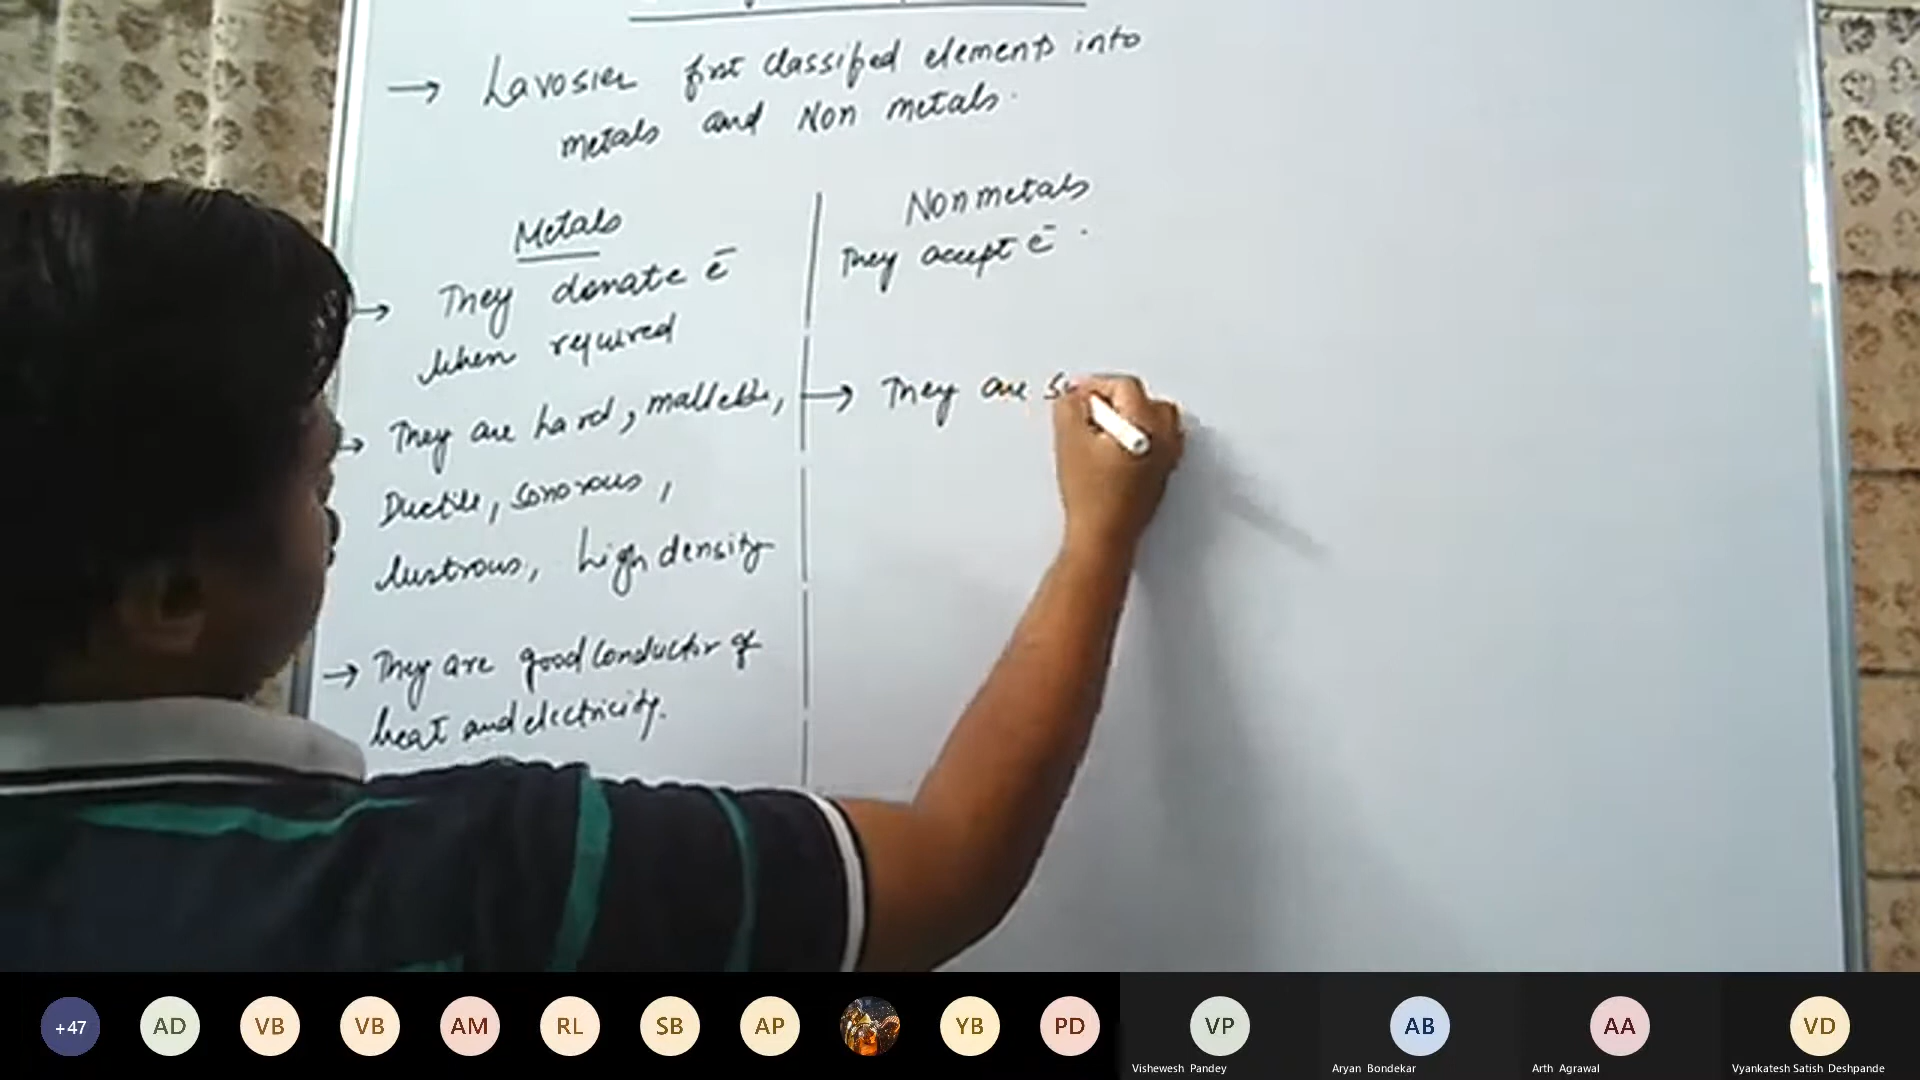 → Lavosier first classified elements into
metals and Non metals.
Metals
→ They donate e⁻
when required
→ They are hard, malleable,
Ductile, sonorous,
lustrous, high density
→ They are good conductor of
heat and electricity.
Nonmetals
They accept e⁻.
→ They are
+47
AD
VB
VB
AM
RL
SB
AP
YB
PD
VP
AB
AA
VD
Vishewesh Pandey
Aryan Bondekar
Arth Agrawal
Vyankatesh Satish Deshpande